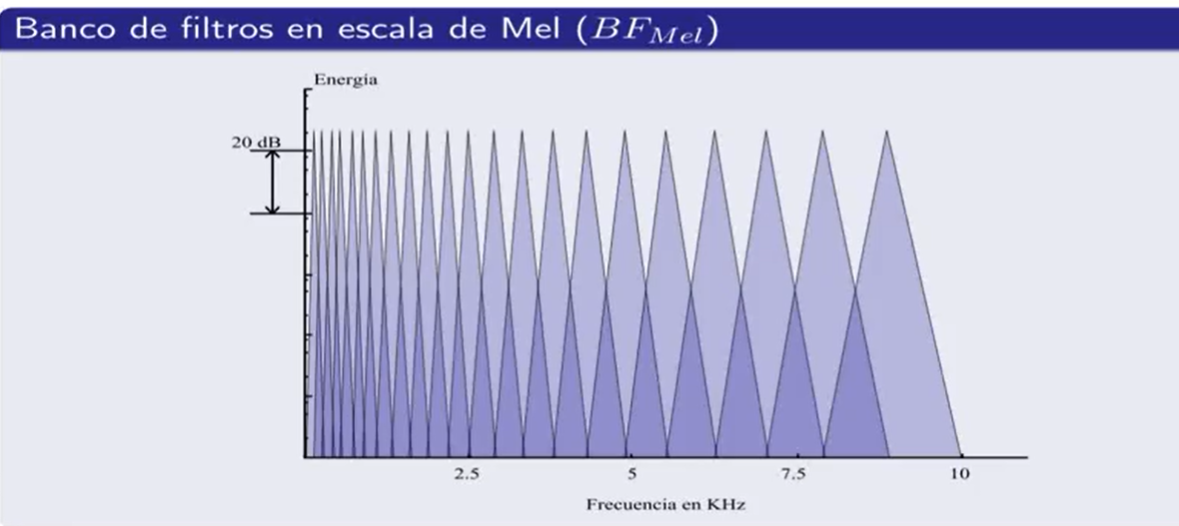 Banco de filtros en escala de Mel (BF_Mel)
Energía
20 dB
2.5 5 7.5 10
Frecuencia en KHz